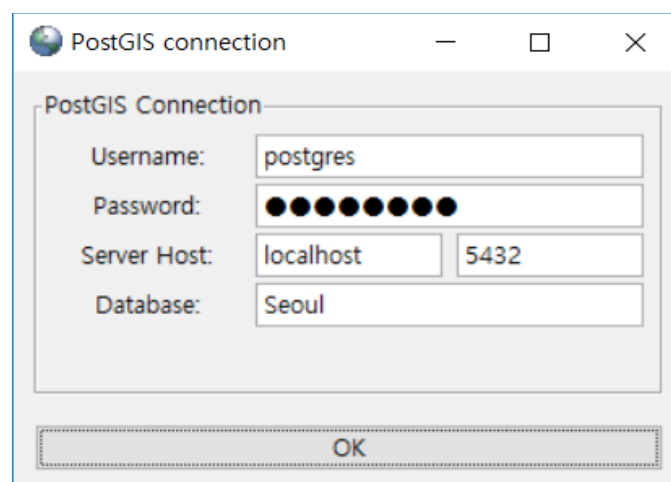 PostGIS connection
PostGIS Connection
Username: postgres
Password: ●●●●●●●●
Server Host: localhost 5432
Database: Seoul
OK